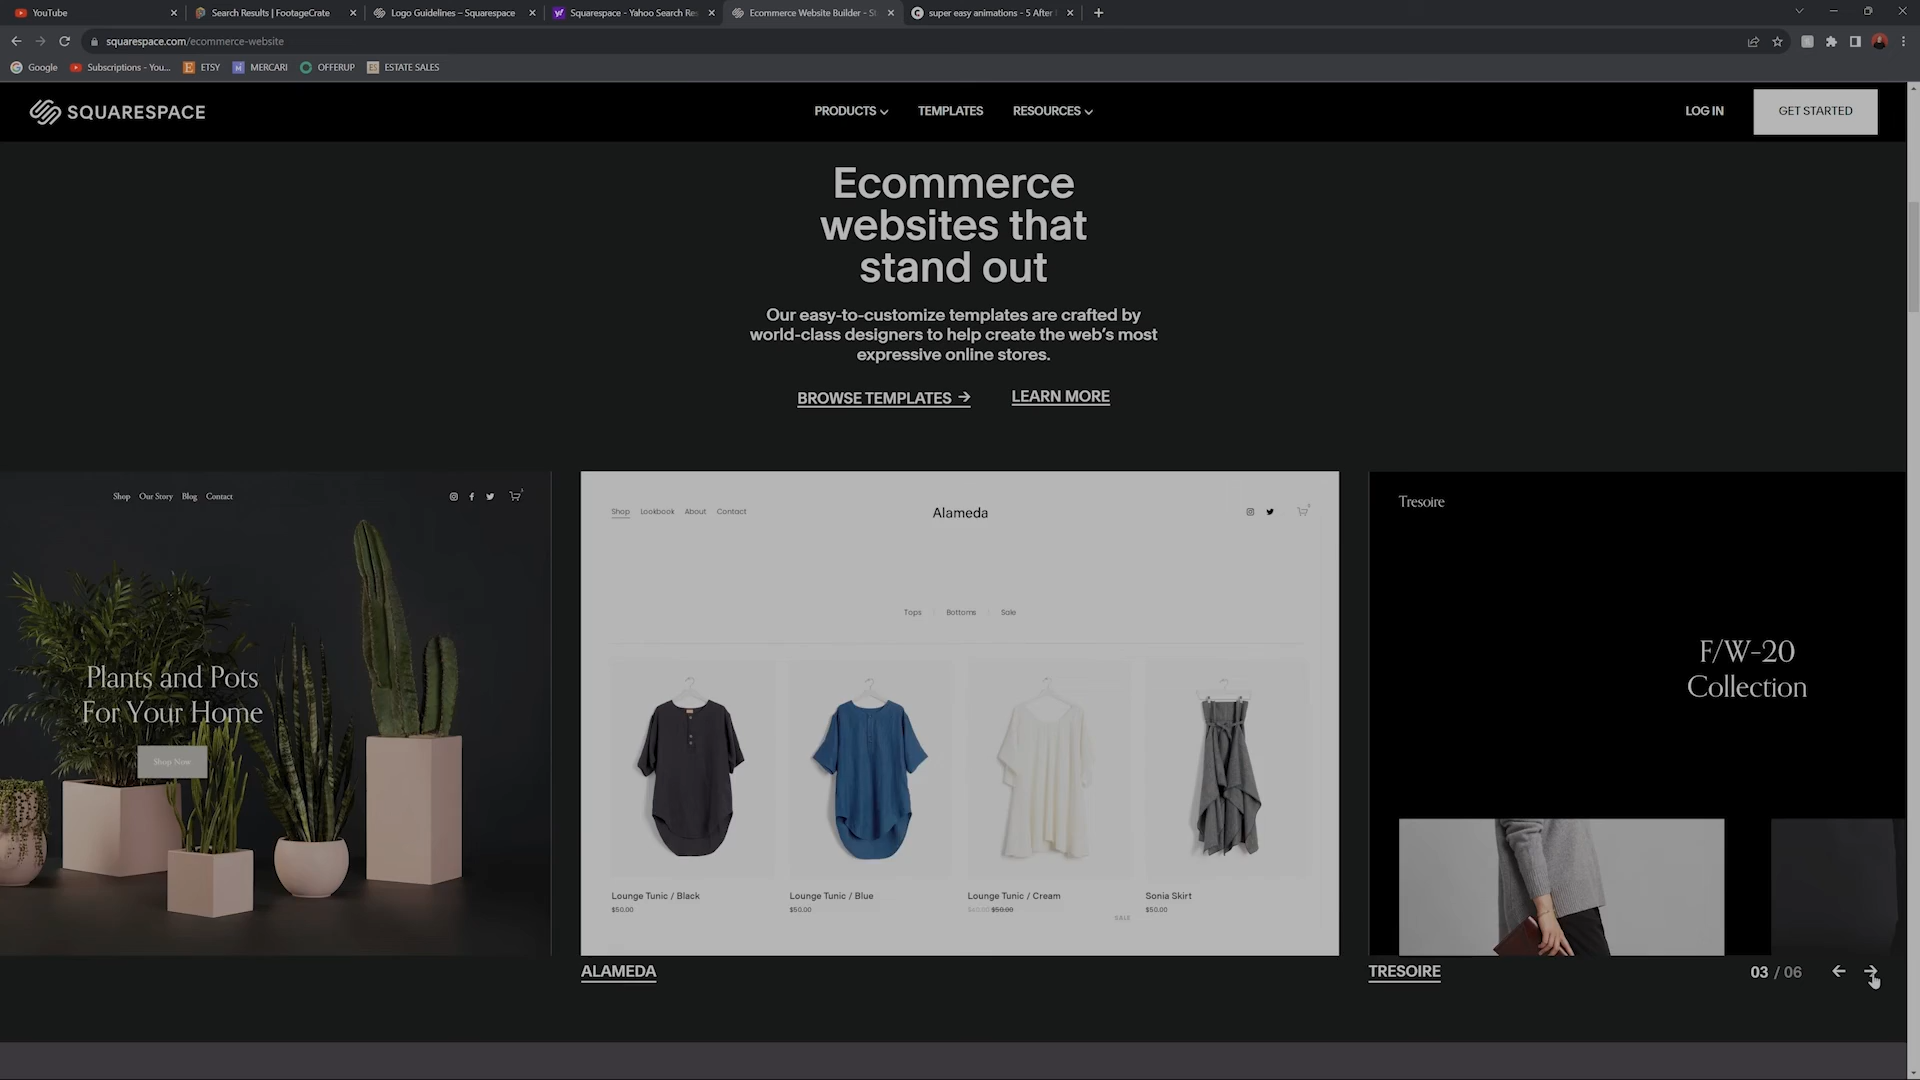 YouTube
Search Results | FootageCrate
Logo Guidelines – Squarespace
Squarespace - Yahoo Search Re
Ecommerce Website Builder - St
super easy animations - 5 After
squarespace.com/ecommerce-website
Google
Subscriptions - You...
ETSY
MERCARI
OFFERUP
ES
ESTATE SALES
SQUARESPACE
PRODUCTS
TEMPLATES
RESOURCES
LOG IN
GET STARTED
Ecommerce
websites that
stand out
Our easy-to-customize templates are crafted by
world-class designers to help create the web’s most
expressive online stores.
BROWSE TEMPLATES →
LEARN MORE
Shop Our Story Blog Contact
Plants and Pots
For Your Home
Shop Now
Shop Lookbook About Contact
Alameda
Tops
Bottoms
Sale
Lounge Tunic / Black
$50.00
Lounge Tunic / Blue
$50.00
Lounge Tunic / Cream
$50.00
SALE
Sonia Skirt
$50.00
Tresoire
F/W-20
Collection
ALAMEDA
TRESOIRE
03 / 06 ← →